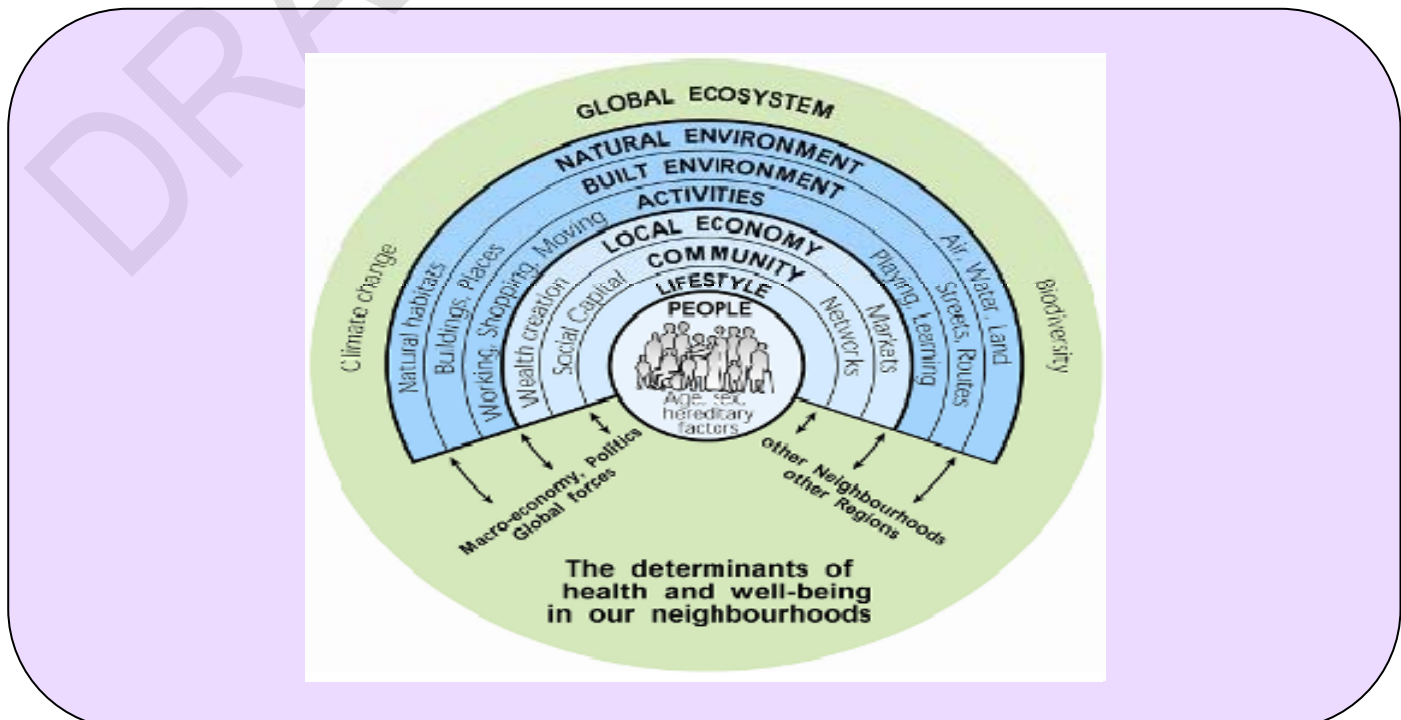 DRA
GLOBAL ECOSYSTEM
NATURAL ENVIRONMENT
BUILT ENVIRONMENT
ACTIVITIES
LOCAL ECONOMY
COMMUNITY
LIFESTYLE
PEOPLE
Age, sex,
hereditary
factors
Climate change
Natural habitats
Buildings, Places
Working, Shopping, Moving
Wealth creation
Social Capital
Networks
Markets
Playing, Learning
Streets, Routes
Air, Water, Land
Biodiversity
Macro-economy, Politics
Global forces
other Neighbourhoods
other Regions
The determinants of
health and well-being
in our neighbourhoods